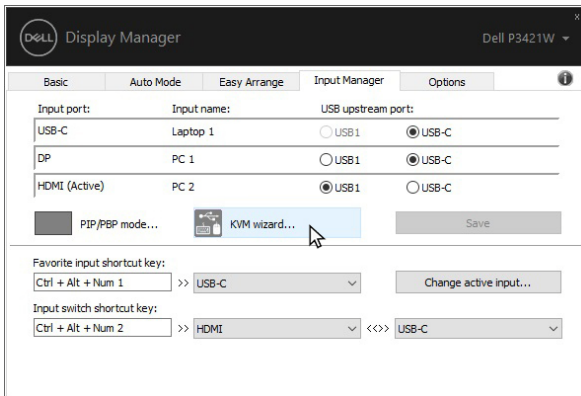 DELL Display Manager
Dell P3421W
Basic Auto Mode Easy Arrange Input Manager Options
Input port: Input name: USB upstream port:
USB-C Laptop 1 USB1 USB-C
DP PC 1 USB1 USB-C
HDMI (Active) PC 2 USB1 USB-C
PIP/PBP mode... KVM wizard... Save
Favorite input shortcut key:
Ctrl + Alt + Num 1 >> USB-C Change active input...
Input switch shortcut key:
Ctrl + Alt + Num 2 >> HDMI <<>> USB-C